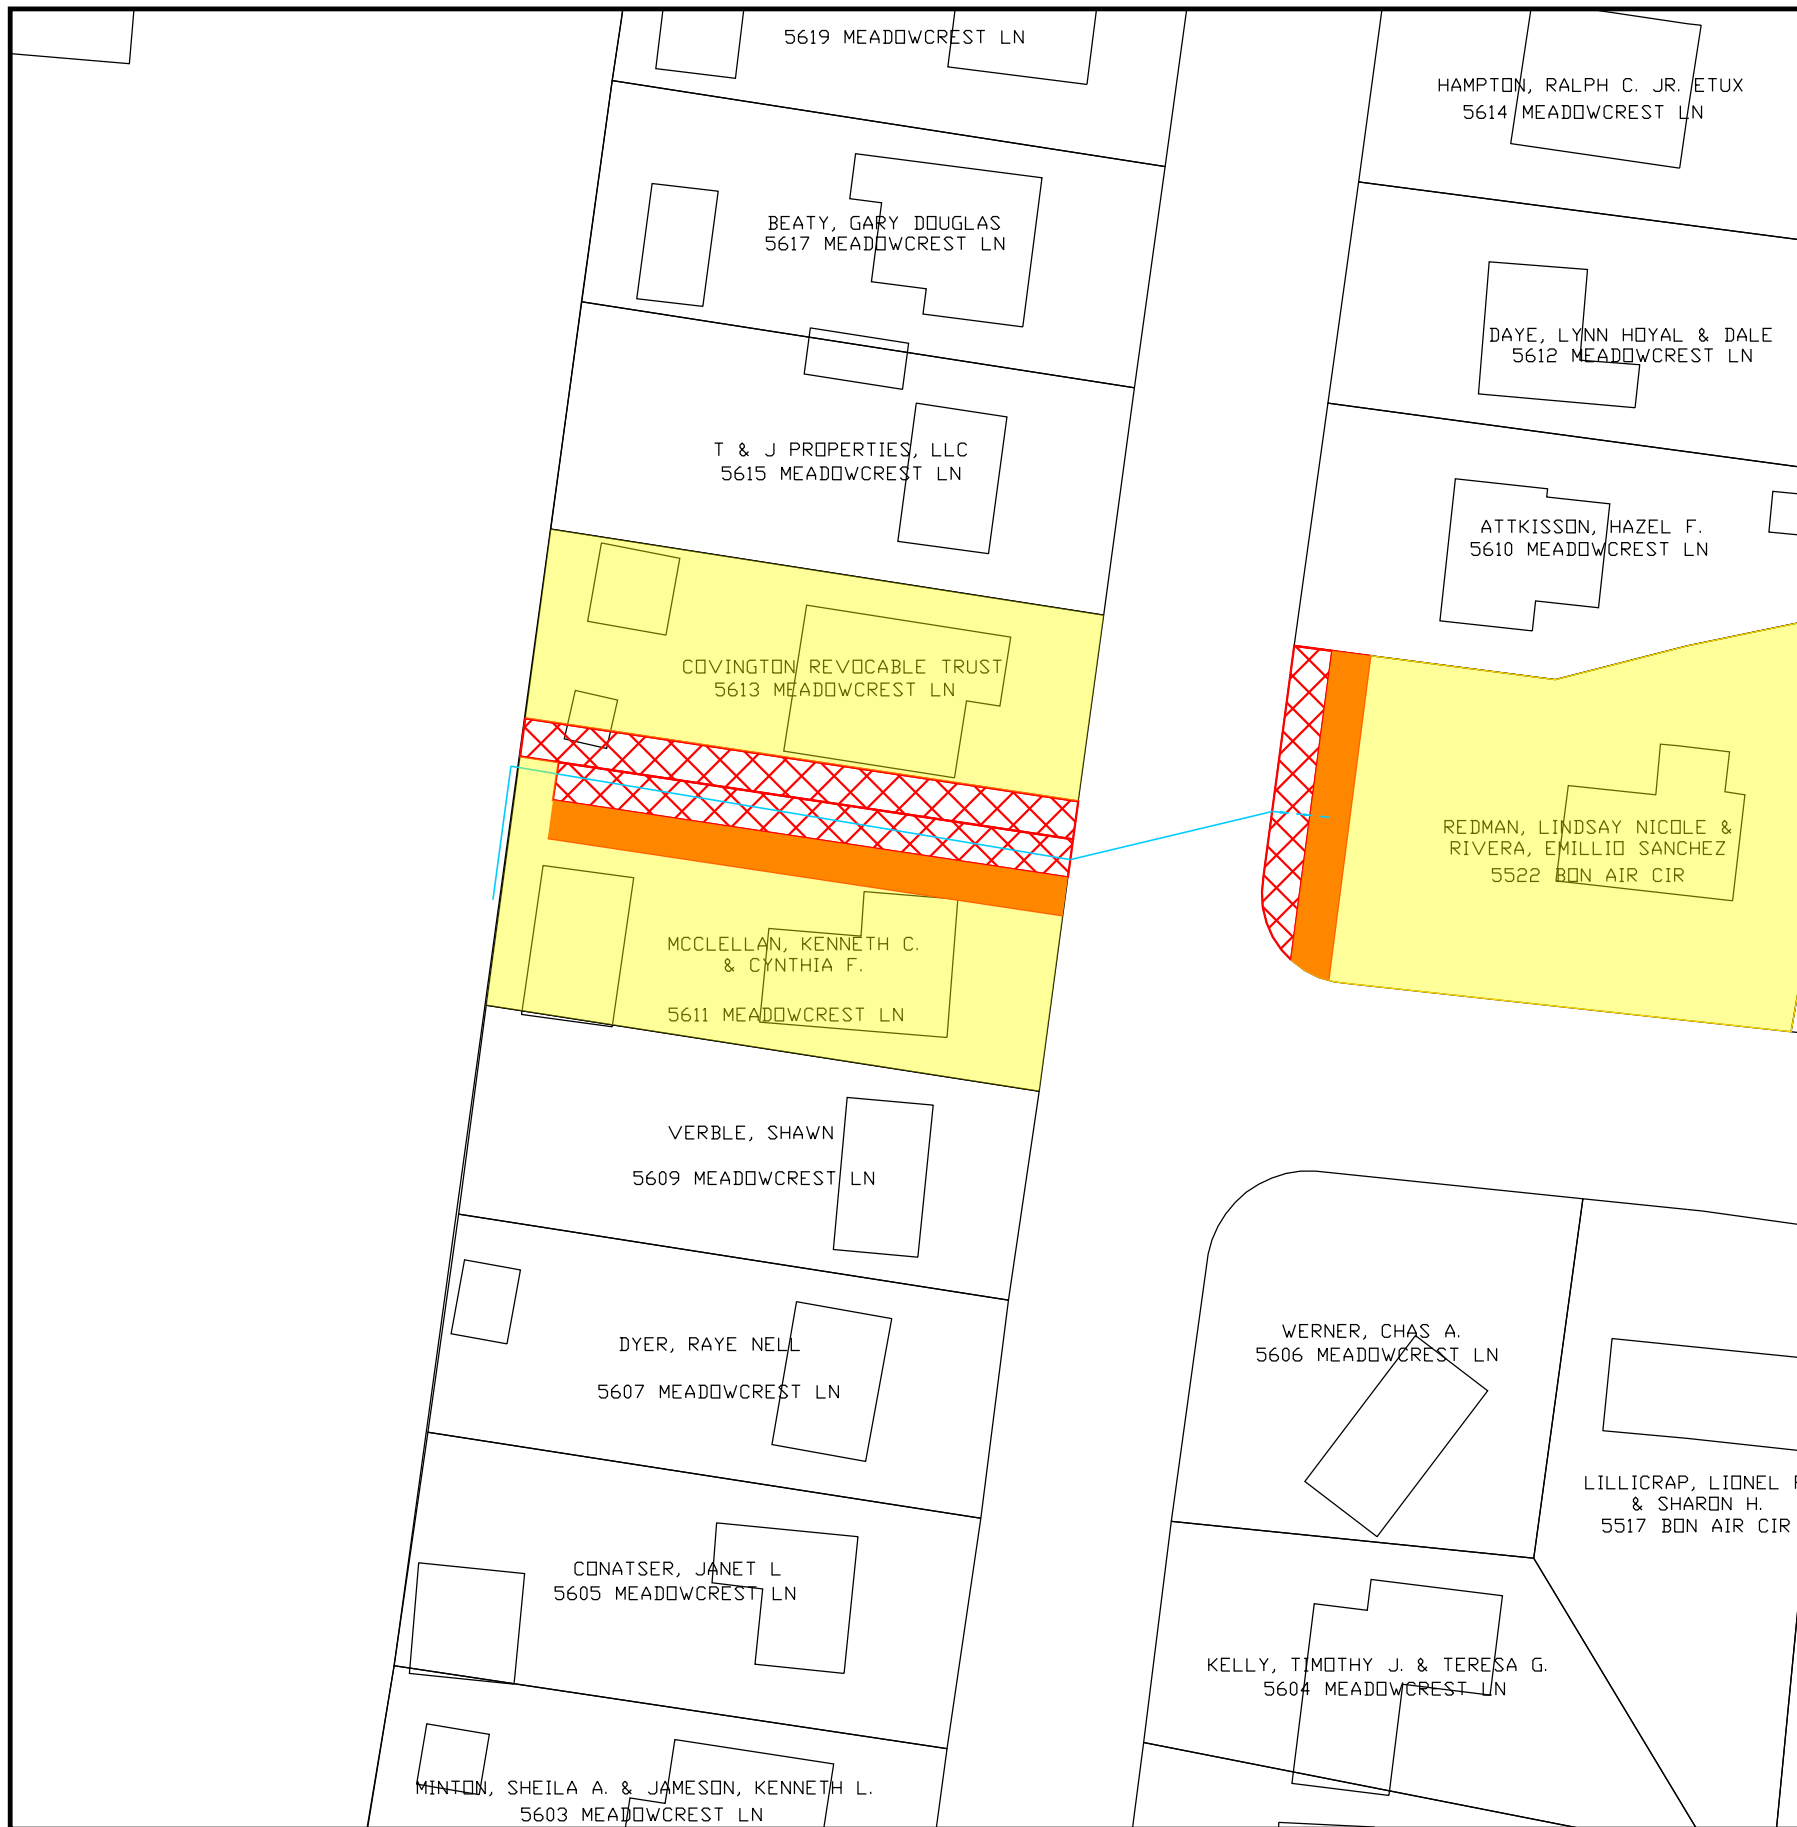 5619 MEADOWCREST LN
HAMPTON, RALPH C. JR. ETUX
5614 MEADOWCREST LN
BEATY, GARY DOUGLAS
5617 MEADOWCREST LN
DAYE, LYNN HOYAL & DALE
5612 MEADOWCREST LN
T & J PROPERTIES, LLC
5615 MEADOWCREST LN
ATTKISSON, HAZEL F.
5610 MEADOWCREST LN
COVINGTON REVOCABLE TRUST
5613 MEADOWCREST LN
REDMAN, LINDSAY NICOLE &
RIVERA, EMILLIO SANCHEZ
5522 BON AIR CIR
MCCLELLAN, KENNETH C.
& CYNTHIA F.
5611 MEADOWCREST LN
VERBLE, SHAWN
5609 MEADOWCREST LN
DYER, RAYE NELL
5607 MEADOWCREST LN
WERNER, CHAS A.
5606 MEADOWCREST LN
LILLICRAP, LIONEL
& SHARON H.
5517 BON AIR CIR
CONATSER, JANET L
5605 MEADOWCREST LN
KELLY, TIMOTHY J. & TERESA G.
5604 MEADOWCREST LN
MINTON, SHEILA A. & JAMESON, KENNETH L.
5603 MEADOWCREST LN